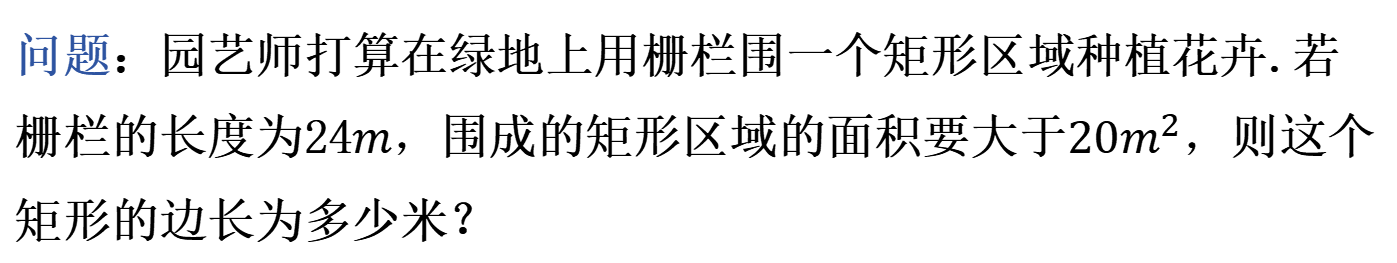 问题：园艺师打算在绿地上用栅栏围一个矩形区域种植花卉. 若
栅栏的长度为24m，围成的矩形区域的面积要大于20m²，则这个
矩形的边长为多少米？